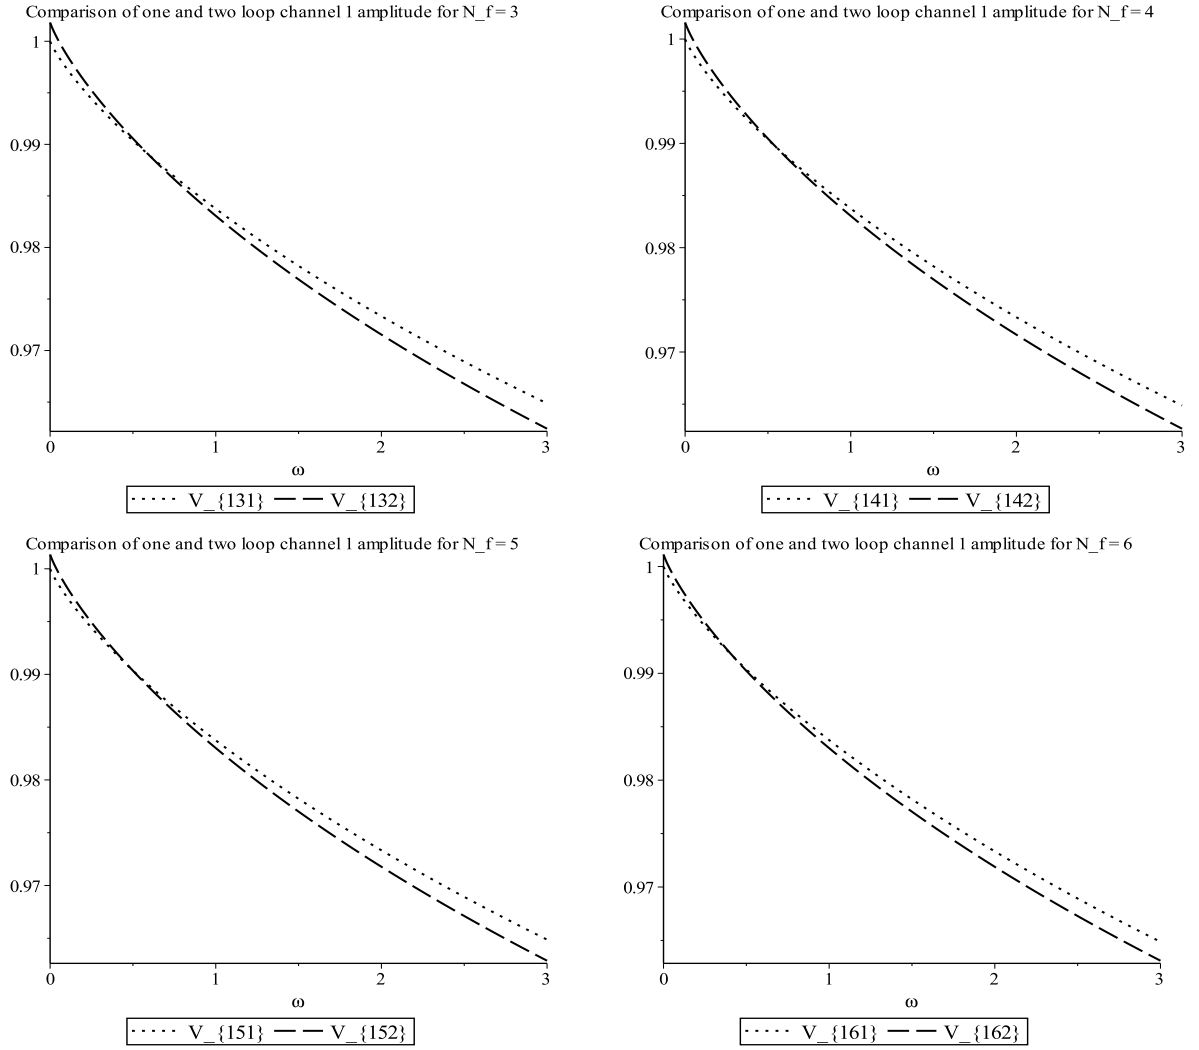 Comparison of one and two loop channel 1 amplitude for N_f = 3
1
0.99
0.98
0.97
0 1 2 3
ω
V_{131} V_{132}
Comparison of one and two loop channel 1 amplitude for N_f = 4
1
0.99
0.98
0.97
0 1 2 3
ω
V_{141} V_{142}
Comparison of one and two loop channel 1 amplitude for N_f = 5
1
0.99
0.98
0.97
0 1 2 3
ω
V_{151} V_{152}
Comparison of one and two loop channel 1 amplitude for N_f = 6
1
0.99
0.98
0.97
0 1 2 3
ω
V_{161} V_{162}